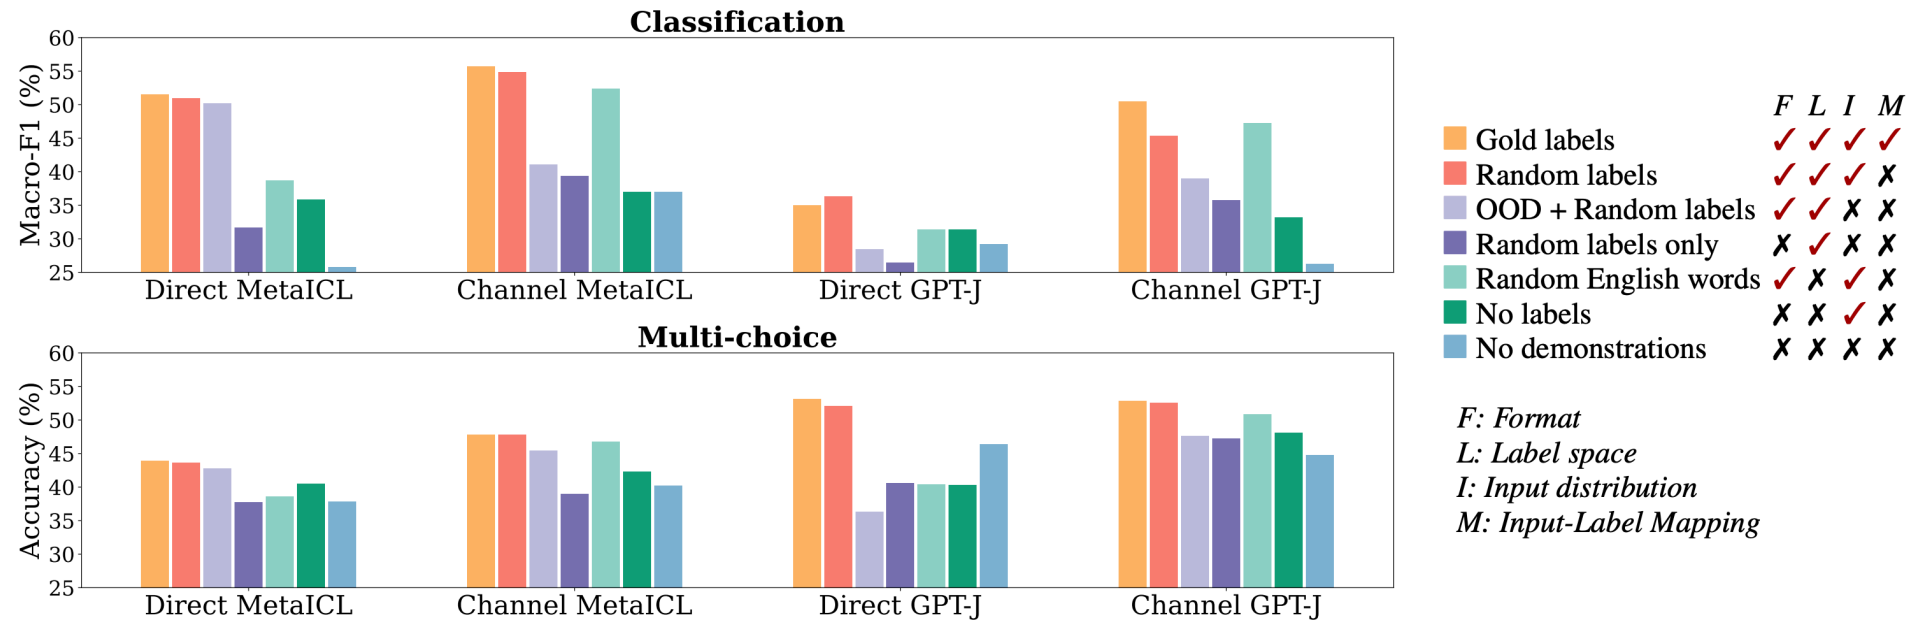 Classification
Macro-F1 (%)
60
55
50
45
40
35
30
25
Direct MetaICL Channel MetaICL Direct GPT-J Channel GPT-J
Multi-choice
Accuracy (%)
60
55
50
45
40
35
30
25
Direct MetaICL Channel MetaICL Direct GPT-J Channel GPT-J
F L I M
Gold labels ✓ ✓ ✓ ✓
Random labels ✓ ✓ ✓ ✗
OOD + Random labels ✓ ✓ ✗ ✗
Random labels only ✗ ✓ ✗ ✗
Random English words ✓ ✗ ✓ ✗
No labels ✗ ✗ ✓ ✗
No demonstrations ✗ ✗ ✗ ✗
F: Format
L: Label space
I: Input distribution
M: Input-Label Mapping